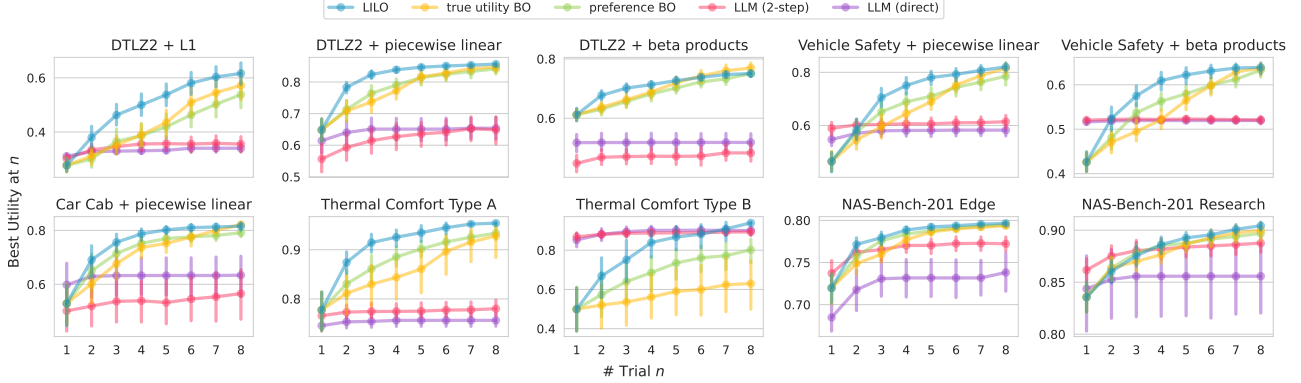 LILO true utility BO preference BO LLM (2-step) LLM (direct)
DTLZ2 + L1
0.6
0.4
DTLZ2 + piecewise linear
0.8
0.7
0.6
0.5
DTLZ2 + beta products
0.8
0.6
Vehicle Safety + piecewise linear
0.8
0.6
Vehicle Safety + beta products
0.6
0.5
0.4
Best Utility at n
Car Cab + piecewise linear
0.8
0.6
1 2 3 4 5 6 7 8
Thermal Comfort Type A
0.9
0.8
1 2 3 4 5 6 7 8
Thermal Comfort Type B
0.8
0.6
0.4
1 2 3 4 5 6 7 8
NAS-Bench-201 Edge
0.80
0.75
0.70
1 2 3 4 5 6 7 8
NAS-Bench-201 Research
0.90
0.85
0.80
1 2 3 4 5 6 7 8
# Trial n